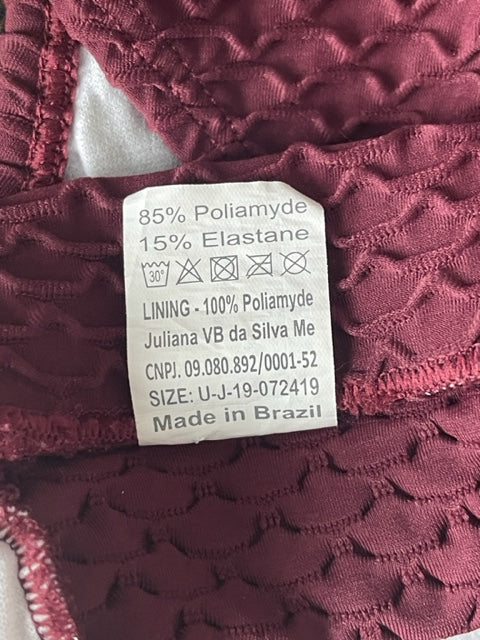 85% Poliamyde
15% Elastane
30°
LINING - 100% Poliamyde
Juliana VB da Silva Me
CNPJ. 09.080.892/0001-52
SIZE: U-J-19-072419
Made in Brazil